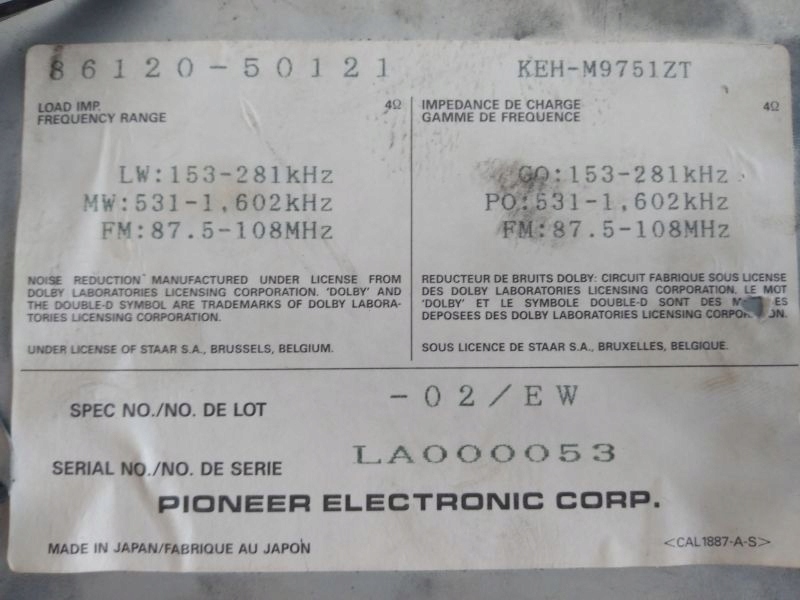 86120-50121
KEH-M9751ZT
LOAD IMP. 4Ω
FREQUENCY RANGE
LW:153-281kHz
MW:531-1,602kHz
FM:87.5-108MHz
NOISE REDUCTION MANUFACTURED UNDER LICENSE FROM
DOLBY LABORATORIES LICENSING CORPORATION. 'DOLBY' AND
THE DOUBLE-D SYMBOL ARE TRADEMARKS OF DOLBY LABORA-
TORIES LICENSING CORPORATION.
UNDER LICENSE OF STAAR S.A., BRUSSELS, BELGIUM.
IMPEDANCE DE CHARGE 4Ω
GAMME DE FREQUENCE
GO:153-281kHz
PO:531-1,602kHz
FM:87.5-108MHz
REDUCTEUR DE BRUITS DOLBY: CIRCUIT FABRIQUE SOUS LICENSE
DES DOLBY LABORATORIES LICENSING CORPORATION. LE MOT
'DOLBY' ET LE SYMBOLE DOUBLE-D SONT DES
DEPOSEES DES DOLBY LABORATORIES LICENSING
SOUS LICENCE DE STAAR S.A., BRUXELLES, BELGIQUE.
SPEC NO./NO. DE LOT -02/EW
SERIAL NO./NO. DE SERIE LA000053
PIONEER ELECTRONIC CORP.
MADE IN JAPAN/FABRIQUE AU JAPON
<CAL1887-A-S>